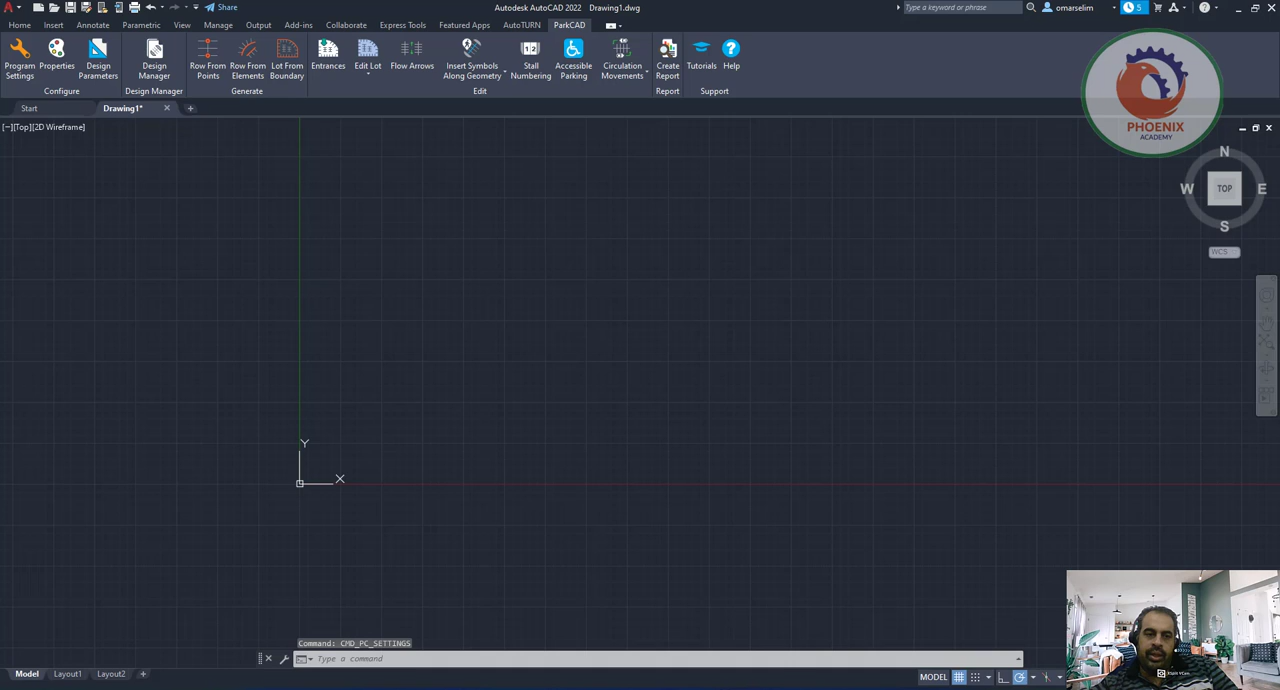 Share
Autodesk AutoCAD 2022 Drawing1.dwg
Type a keyword or phrase
omarselim
5
Home Insert Annotate Parametric View Manage Output Add-ins Collaborate Express Tools Featured Apps AutoTURN ParkCAD
Program Settings
Properties
Design Parameters
Configure
Design Manager
Design Manager
Row From Points
Row From Elements
Lot From Boundary
Generate
Entrances
Edit Lot
Flow Arrows
Insert Symbols Along Geometry
12
Stall Numbering
Accessible Parking
Circulation Movements
Edit
Create Report
Report
Tutorials
Help
Support
PHOENIX
ACADEMY
Start Drawing1*
[−][Top][2D Wireframe]
N
W TOP E
S
WCS
Y
X
Command: CMD_PC_SETTINGS
Type a command
Model Layout1 Layout2
MODEL